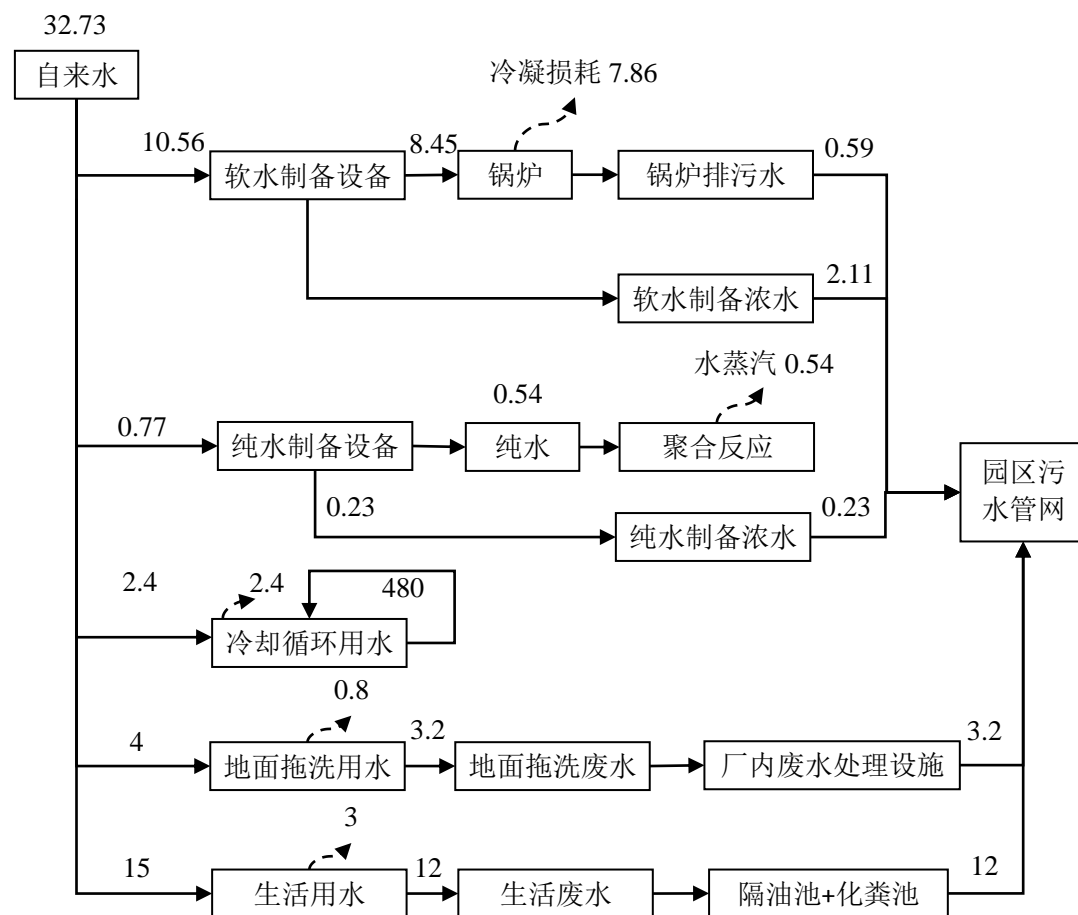 32.73
自来水
冷凝损耗 7.86
10.56
8.45
0.59
软水制备设备
锅炉
锅炉排污水
2.11
软水制备浓水
水蒸汽 0.54
0.54
0.77
纯水制备设备
纯水
聚合反应
园区污
水管网
0.23
0.23
纯水制备浓水
2.4
2.4
480
冷却循环用水
0.8
4
3.2
3.2
地面拖洗用水
地面拖洗废水
厂内废水处理设施
3
15
12
12
生活用水
生活废水
隔油池+化粪池